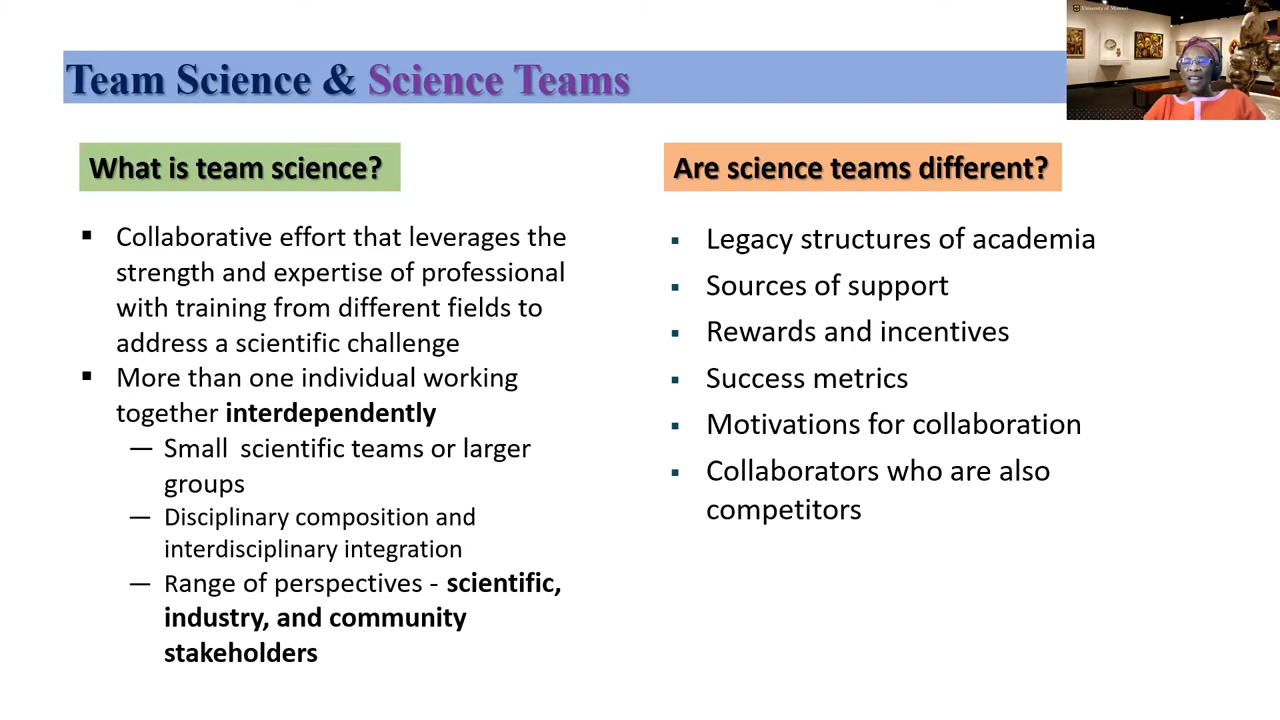 University of Missouri
Team Science & Science Teams
What is team science?
▪ Collaborative effort that leverages the
strength and expertise of professional
with training from different fields to
address a scientific challenge
▪ More than one individual working
together interdependently
— Small scientific teams or larger
groups
— Disciplinary composition and
interdisciplinary integration
— Range of perspectives - scientific,
industry, and community
stakeholders
Are science teams different?
▪ Legacy structures of academia
▪ Sources of support
▪ Rewards and incentives
▪ Success metrics
▪ Motivations for collaboration
▪ Collaborators who are also
competitors